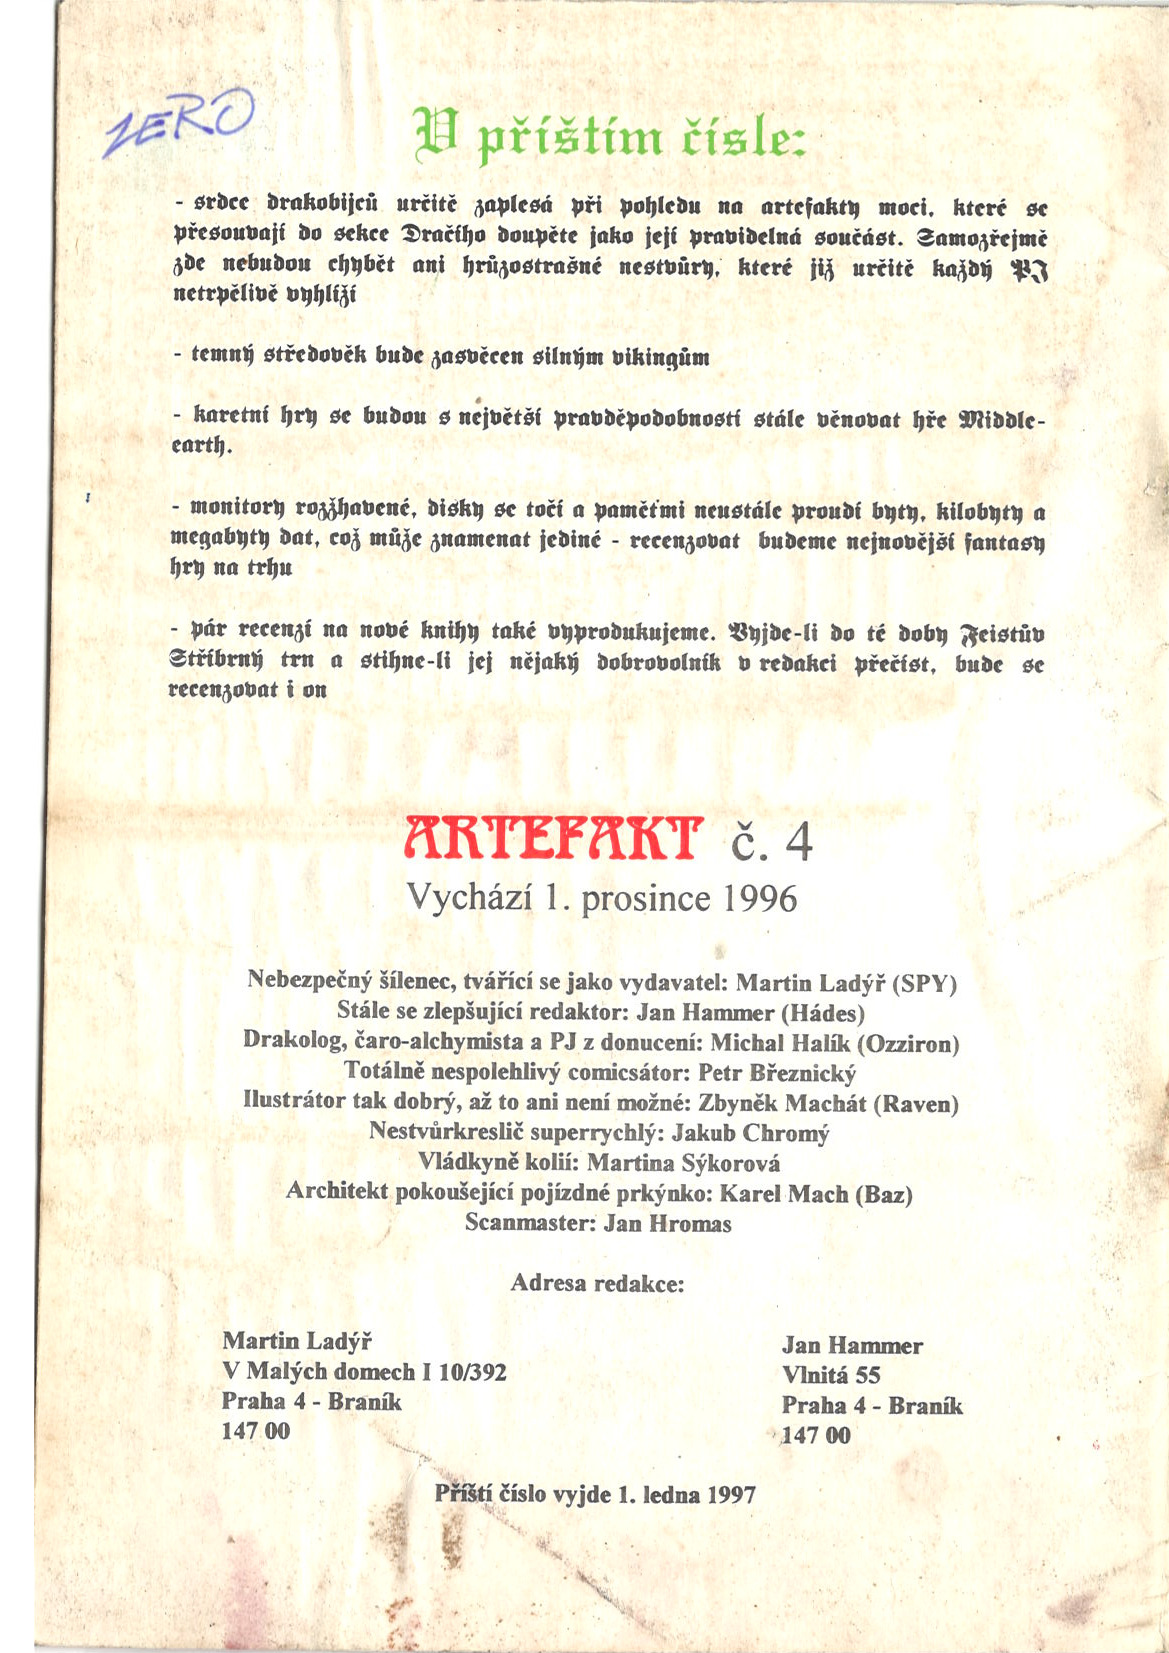 ZERO
V příštím čísle:
- srdce drakobijců určitě zaplesá při pohledu na artefakty moci, které se
přesouvají do sekce Dračího doupěte jako její pravidelná součást. Samozřejmě
zde nebudou chybět ani hrůzostrašné nestvůry, které již určitě každý PJ
netrpělivě vyhlíží
- temný středověk bude zasvěcen silným vikingům
- karetní hry se budou s největší pravděpodobností stále věnovat hře Middle-
earth.
- monitory rozžhavené, disky se točí a paměťmi neustále proudí byty, kilobyty a
megabyty dat, což může znamenat jediné - recenzovat budeme nejnovější fantasy
hry na trhu
- pár recenzí na nové knihy také vyprodukujeme. Vyjde-li do té doby Feistův
Stříbrný trn a stihne-li jej nějaký dobrovolník v redakci přečíst, bude se
recenzovat i on
ARTEFAKT č. 4
Vychází 1. prosince 1996
Nebezpečný šílenec, tvářící se jako vydavatel: Martin Ladýř (SPY)
Stále se zlepšující redaktor: Jan Hammer (Hádes)
Drakolog, čaro-alchymista a PJ z donucení: Michal Halík (Ozziron)
Totálně nespolehlivý comicsátor: Petr Březnický
Ilustrátor tak dobrý, až to ani není možné: Zbyněk Machát (Raven)
Nestvůrkreslič superrychlý: Jakub Chromý
Vládkyně kolií: Martina Sýkorová
Architekt pokoušející pojízdné prkýnko: Karel Mach (Baz)
Scanmaster: Jan Hromas
Adresa redakce:
Martin Ladýř
V Malých domech I 10/392
Praha 4 - Braník
147 00
Jan Hammer
Vlnitá 55
Praha 4 - Braník
147 00
Příští číslo vyjde 1. ledna 1997